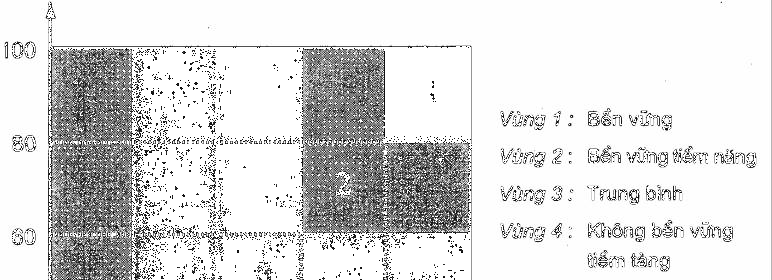 100
Vùng 1 : Bền vững
80
Vùng 2 : Bền vững tiềm năng
2
Vùng 3 : Trung bình
60
Vùng 4 : Không bền vững
tiềm tàng